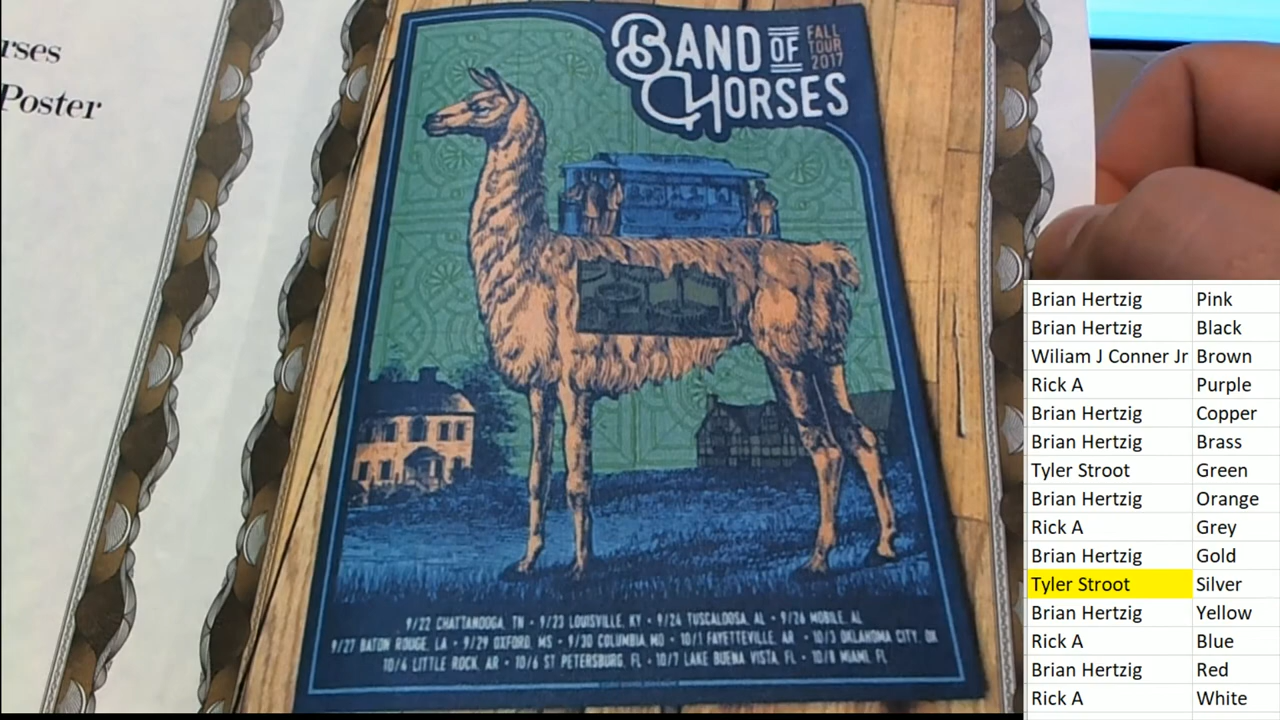 rses
Poster
BAND OF HORSES
FALL
TOUR
2017
9/22 CHATTANOOGA, TN • 9/23 LOUISVILLE, KY • 9/24 TUSCALOOSA, AL • 9/26 MOBILE, AL
9/27 BATON ROUGE, LA • 9/29 OXFORD, MS • 9/30 COLUMBIA MO • 10/1 FAYETTEVILLE, AR • 10/3 OKLAHOMA CITY, OK
10/4 LITTLE ROCK, AR • 10/6 ST PETERSBURG, FL • 10/7 LAKE BUENA VISTA, FL • 10/8 MIAMI, FL
Brian Hertzig Pink
Brian Hertzig Black
Wiliam J Conner Jr Brown
Rick A Purple
Brian Hertzig Copper
Brian Hertzig Brass
Tyler Stroot Green
Brian Hertzig Orange
Rick A Grey
Brian Hertzig Gold
Tyler Stroot Silver
Brian Hertzig Yellow
Rick A Blue
Brian Hertzig Red
Rick A White